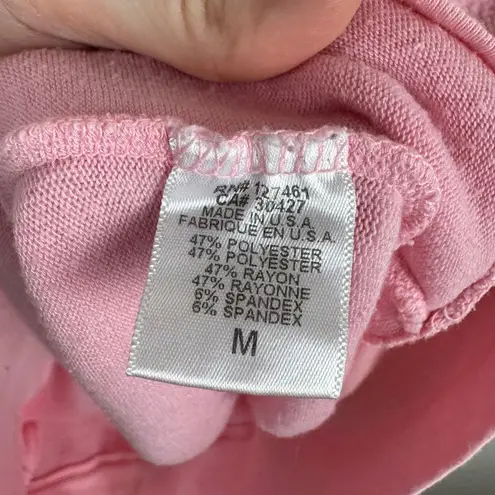 RN# 127461
CA# 30427
MADE IN U.S.A
FABRIQUE EN U.S.A.
47% POLYESTER
47% POLYESTER
47% RAYON
47% RAYONNE
6% SPANDEX
6% SPANDEX
M